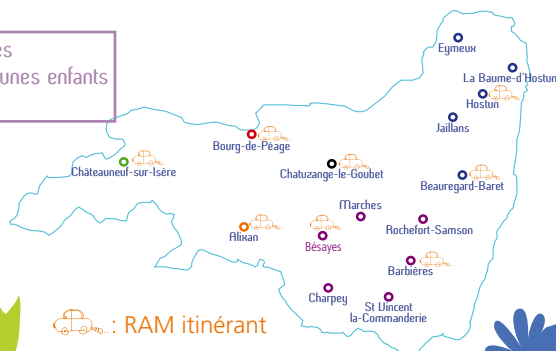 es
unes enfants
Eymeux
La Baume-d'Hostun
Hostun
Jaillans
Bourg-de-Péage
Châteauneuf-sur-Isère
Chatuzange-le-Goubet
Beauregard-Baret
Marches
Rochefort-Samson
Alixan
Bésayes
Barbières
Charpey
St Vincent
la-Commanderie
: RAM itinérant